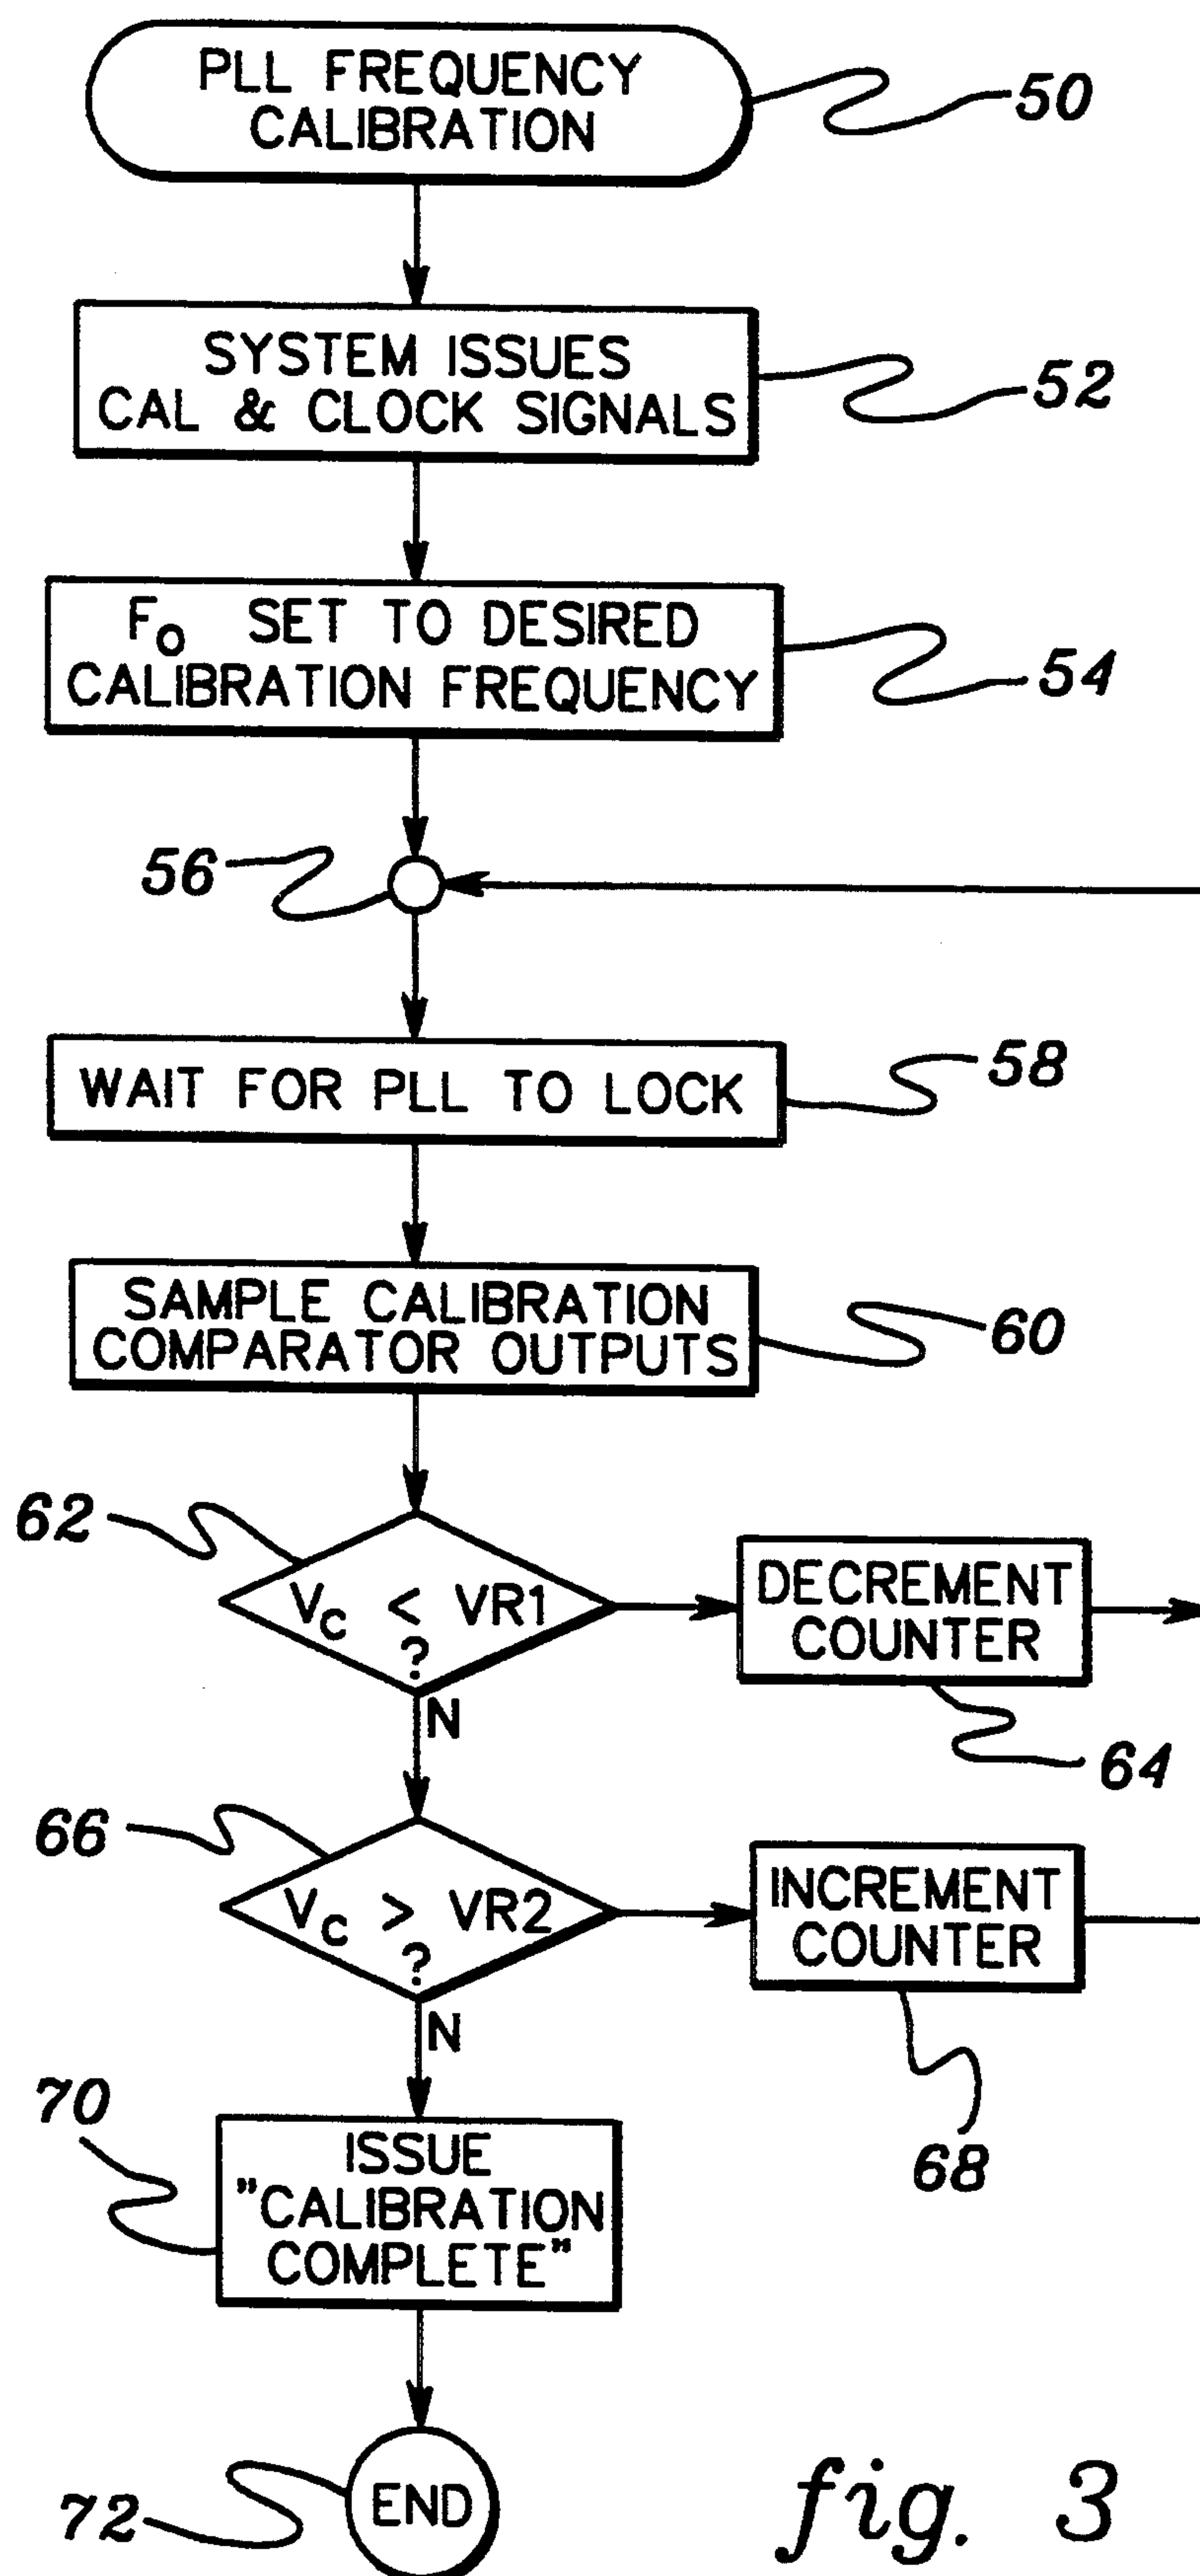 PLL FREQUENCY
CALIBRATION
50
SYSTEM ISSUES
CAL & CLOCK SIGNALS
52
FO SET TO DESIRED
CALIBRATION FREQUENCY
54
56
WAIT FOR PLL TO LOCK
58
SAMPLE CALIBRATION
COMPARATOR OUTPUTS
60
62
VC < VR1
?
N
DECREMENT
COUNTER
64
66
VC > VR2
?
N
INCREMENT
COUNTER
68
70
ISSUE
"CALIBRATION
COMPLETE"
72
END
fig. 3